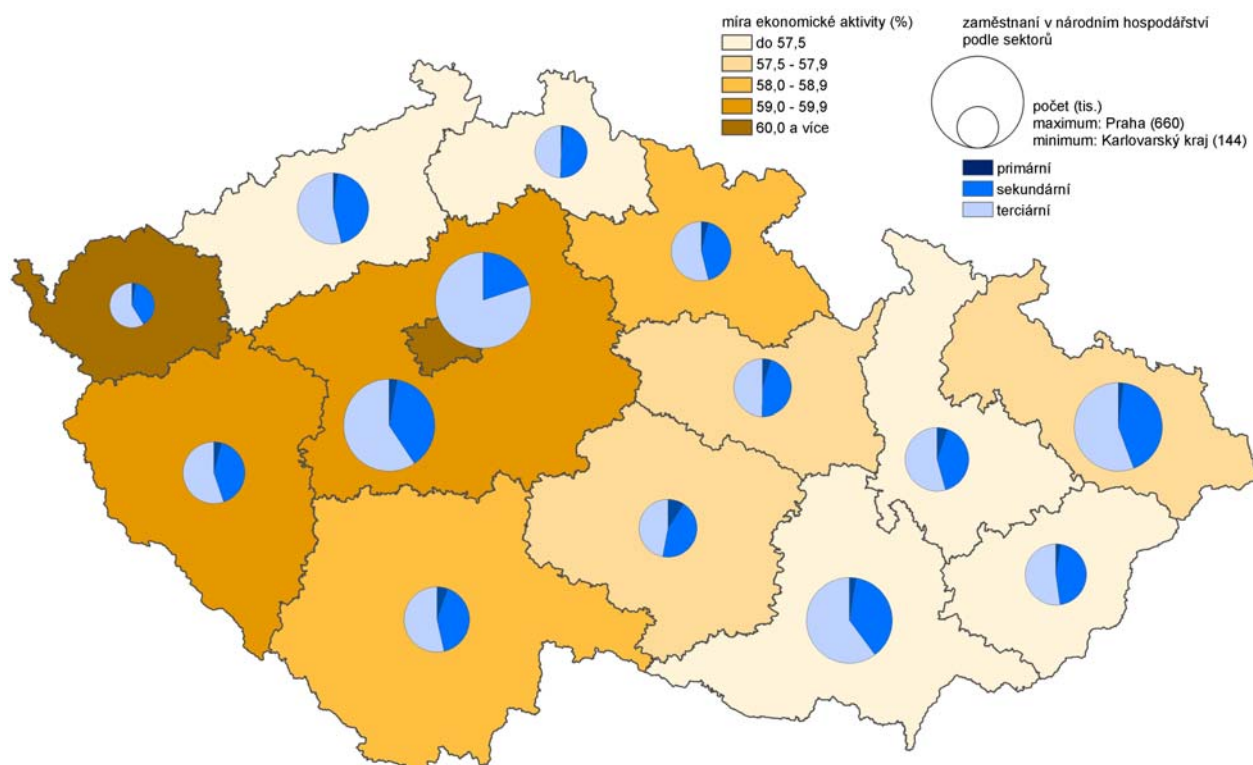 míra ekonomické aktivity (%)
do 57,5
57,5 - 57,9
58,0 - 58,9
59,0 - 59,9
60,0 a více
zaměstnaní v národním hospodářství
podle sektorů
počet (tis.)
maximum: Praha (660)
minimum: Karlovarský kraj (144)
primární
sekundární
terciární